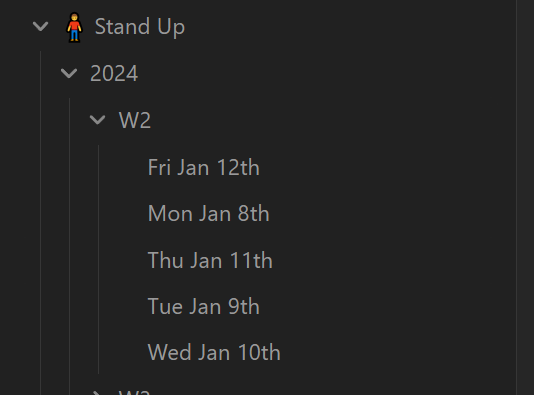 Stand Up
2024
W2
Fri Jan 12th
Mon Jan 8th
Thu Jan 11th
Tue Jan 9th
Wed Jan 10th